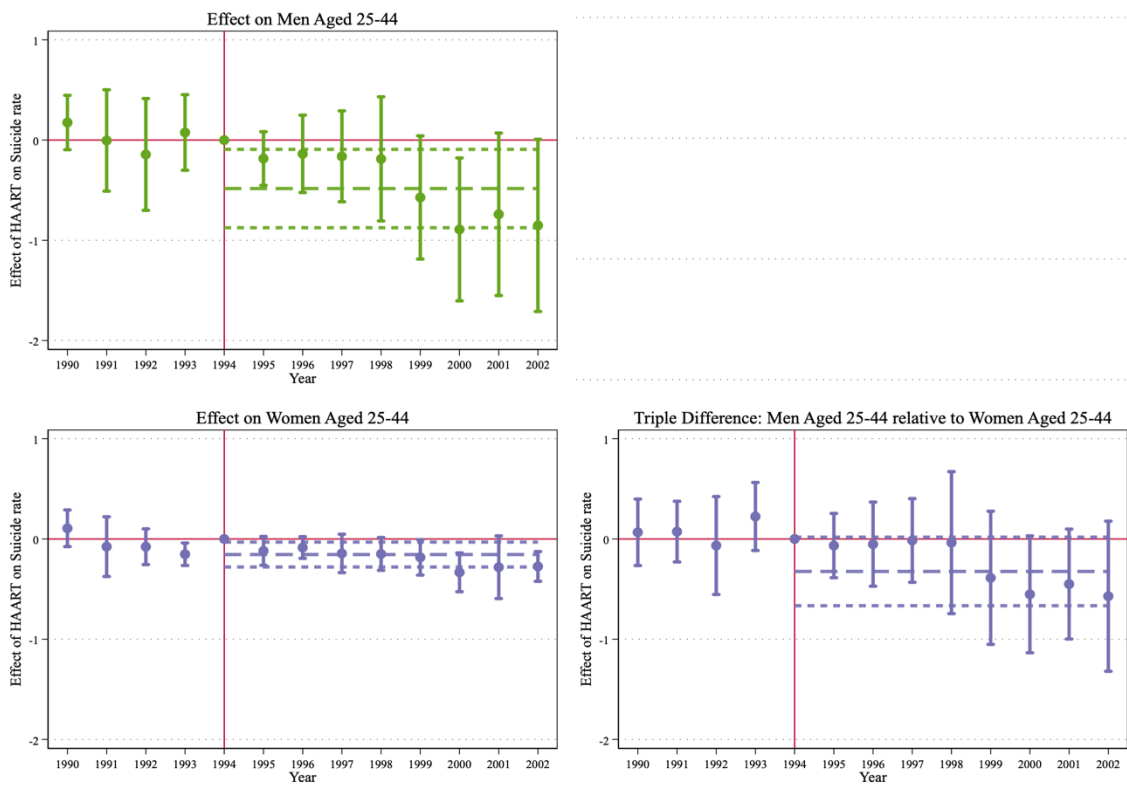 Effect on Men Aged 25-44
Effect of HAART on Suicide rate
1
0
-1
-2
1990 1991 1992 1993 1994 1995 1996 1997 1998 1999 2000 2001 2002
Year
Effect on Women Aged 25-44
Effect of HAART on Suicide rate
1
0
-1
-2
1990 1991 1992 1993 1994 1995 1996 1997 1998 1999 2000 2001 2002
Year
Triple Difference: Men Aged 25-44 relative to Women Aged 25-44
Effect of HAART on Suicide rate
1
0
-1
-2
1990 1991 1992 1993 1994 1995 1996 1997 1998 1999 2000 2001 2002
Year